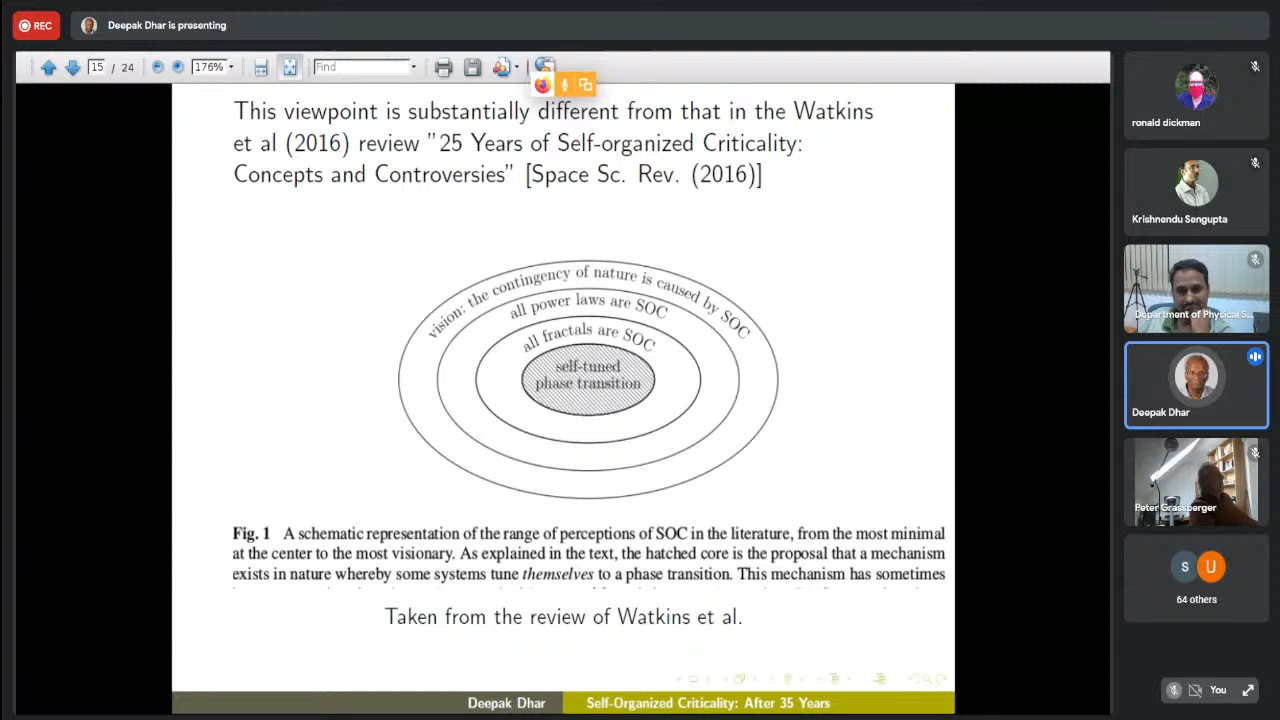 REC
Deepak Dhar is presenting
15 / 24
176%
Find
This viewpoint is substantially different from that in the Watkins
et al (2016) review "25 Years of Self-organized Criticality:
Concepts and Controversies" [Space Sc. Rev. (2016)]
vision: the contingency of nature is caused by SOC
all power laws are SOC
all fractals are SOC
self-tuned
phase transition
Fig. 1 A schematic representation of the range of perceptions of SOC in the literature, from the most minimal
at the center to the most visionary. As explained in the text, the hatched core is the proposal that a mechanism
exists in nature whereby some systems tune themselves to a phase transition. This mechanism has sometimes
Taken from the review of Watkins et al.
Deepak Dhar
Self-Organized Criticality: After 35 Years
ronald dickman
Krishnendu Sengupta
Department of Physical S...
Deepak Dhar
Peter Grassberger
S
U
64 others
You